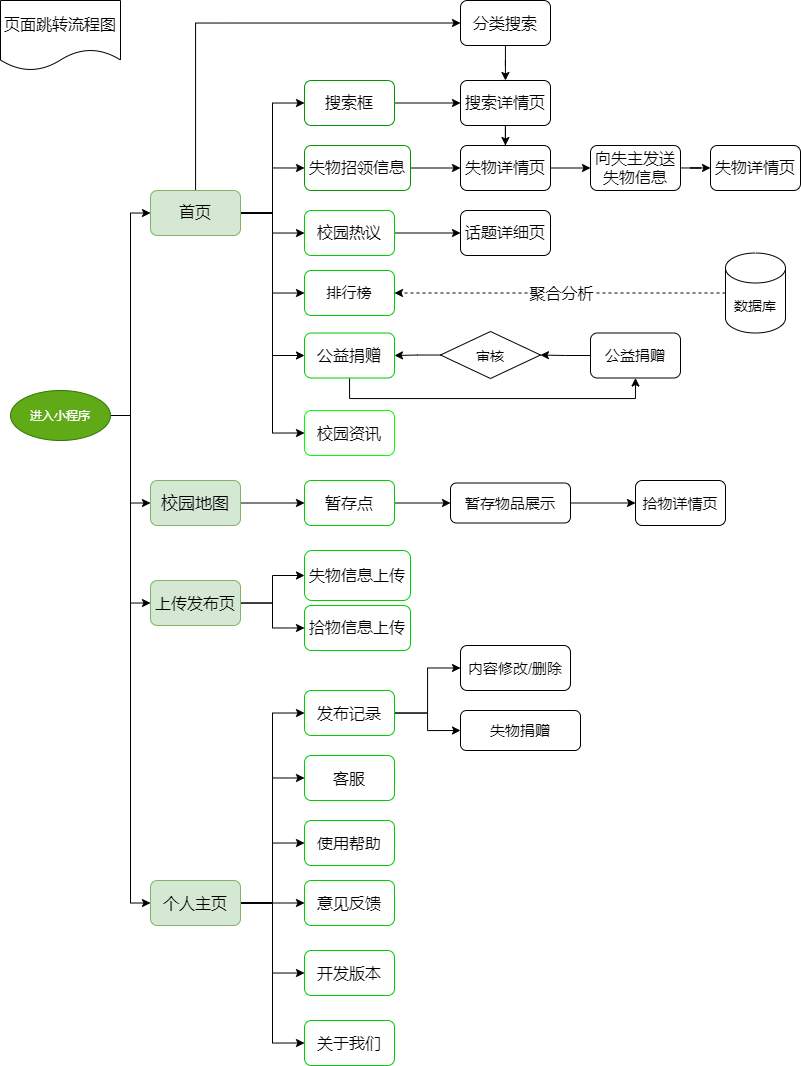 页面跳转流程图
分类搜索
搜索框
搜索详情页
失物招领信息
失物详情页
向失主发送
失物信息
失物详情页
首页
校园热议
话题详细页
排行榜
聚合分析
数据库
公益捐赠
审核
公益捐赠
进入小程序
校园资讯
校园地图
暂存点
暂存物品展示
拾物详情页
失物信息上传
上传发布页
拾物信息上传
内容修改/删除
发布记录
失物捐赠
客服
使用帮助
个人主页
意见反馈
开发版本
关于我们